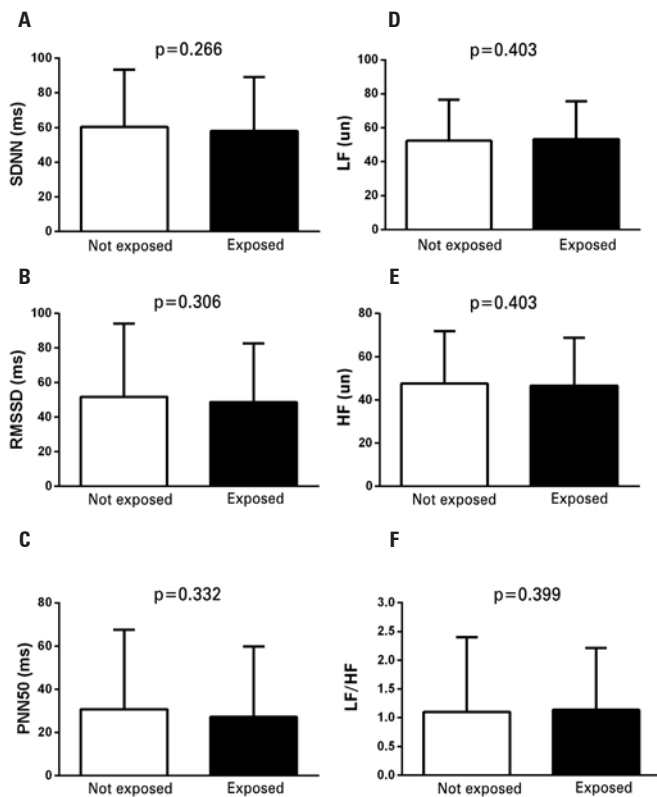 A
p=0.266
SDNN (ms)
100
80
60
40
20
0
Not exposed
Exposed
D
p=0.403
LF (un)
100
80
60
40
20
0
Not exposed
Exposed
B
p=0.306
RMSSD (ms)
100
80
60
40
20
0
Not exposed
Exposed
E
p=0.403
HF (un)
80
60
40
20
0
Not exposed
Exposed
C
p=0.332
PNN50 (ms)
80
60
40
20
0
Not exposed
Exposed
F
p=0.399
LF/HF
3.0
2.5
2.0
1.5
1.0
0.5
0.0
Not exposed
Exposed